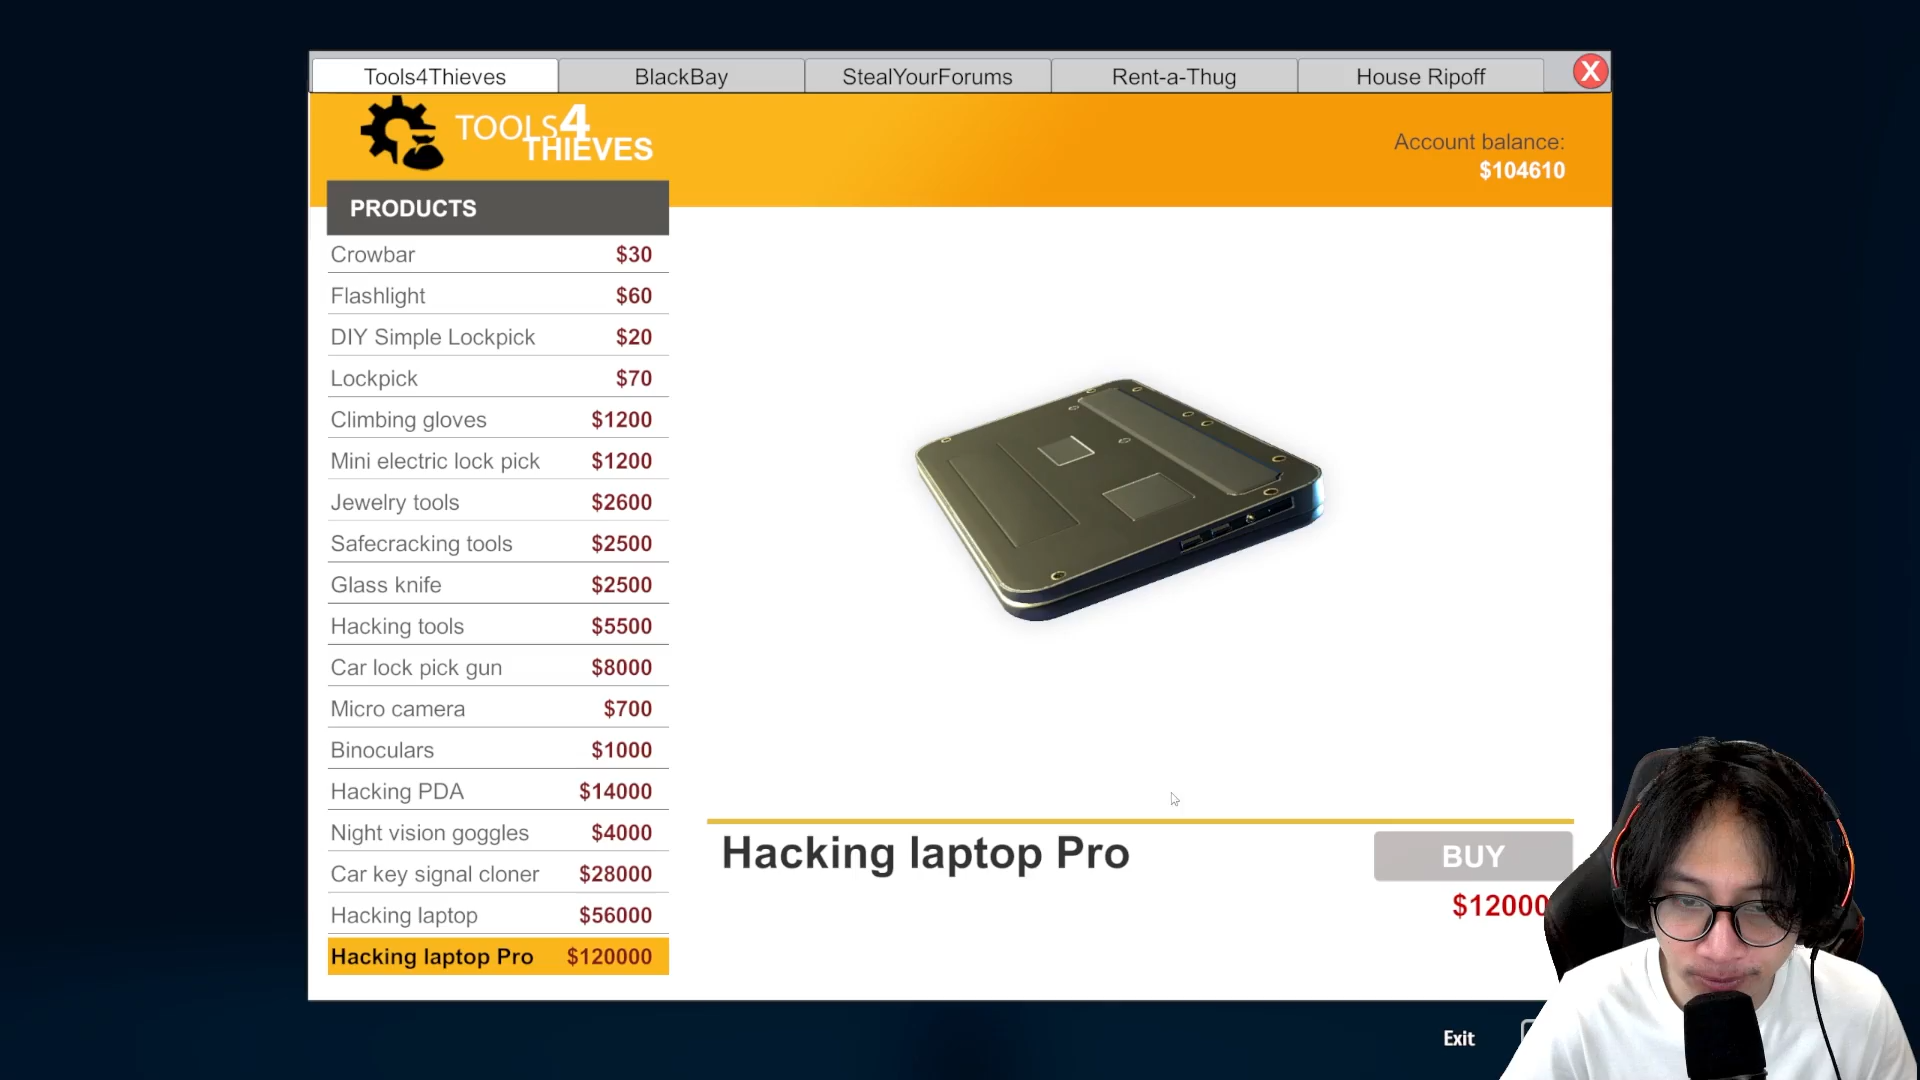 Tools4Thieves BlackBay StealYourForums Rent-a-Thug House Ripoff X
TOOLS4
THIEVES
Account balance:
$104610
PRODUCTS
Crowbar $30
Flashlight $60
DIY Simple Lockpick $20
Lockpick $70
Climbing gloves $1200
Mini electric lock pick $1200
Jewelry tools $2600
Safecracking tools $2500
Glass knife $2500
Hacking tools $5500
Car lock pick gun $8000
Micro camera $700
Binoculars $1000
Hacking PDA $14000
Night vision goggles $4000
Car key signal cloner $28000
Hacking laptop $56000
Hacking laptop Pro $120000
Hacking laptop Pro
BUY
$12000
Exit